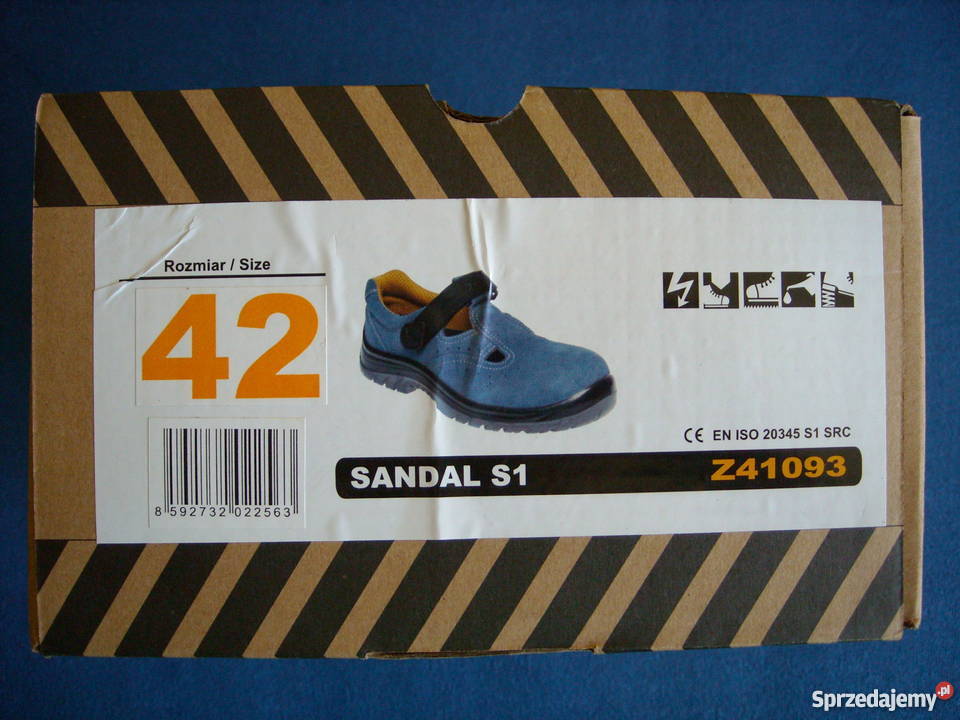 Rozmiar / Size
42
8 592732 022563
CE EN ISO 20345 S1 SRC
SANDAL S1
Z41093
Sprzedajemy.pl